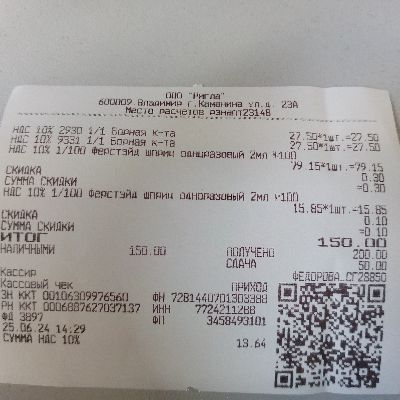 ООО "Ригла"
600009 Владимир г.Каманина ул.д. 23А
Место расчетов рэмапт23148
НДС 10% 2930 1/1 Борная к-та
27.50*1шт.=27.50
НДС 10% 9331 1/1 Борная к-та
27.50*1шт.=27.50
НДС 10% 1/100 Ферстэйд шприц одноразовый 2мл *100
79.15*1шт.=79.15
СКИДКА 0.30
СУММА СКИДКИ =0.30
НДС 10% 1/100 Ферстэйд шприц одноразовый 2мл *100
15.85*1шт.=15.85
СКИДКА 0.10
СУММА СКИДКИ =0.10
ИТОГ 150.00
НАЛИЧНЫМИ 150.00 ПОЛУЧЕНО 200.00
СДАЧА 50.00
Кассир ФЕДОРОВА
Кассовый чек ПРИХОД
ЗН ККТ 00106309976560 ФН 7281440701303388
РН ККТ 0006887627037137 ИНН 7724211288
ФД 3897 ФП 3458493101
25.06.24 14:29
СУММА НДС 10% 13.64